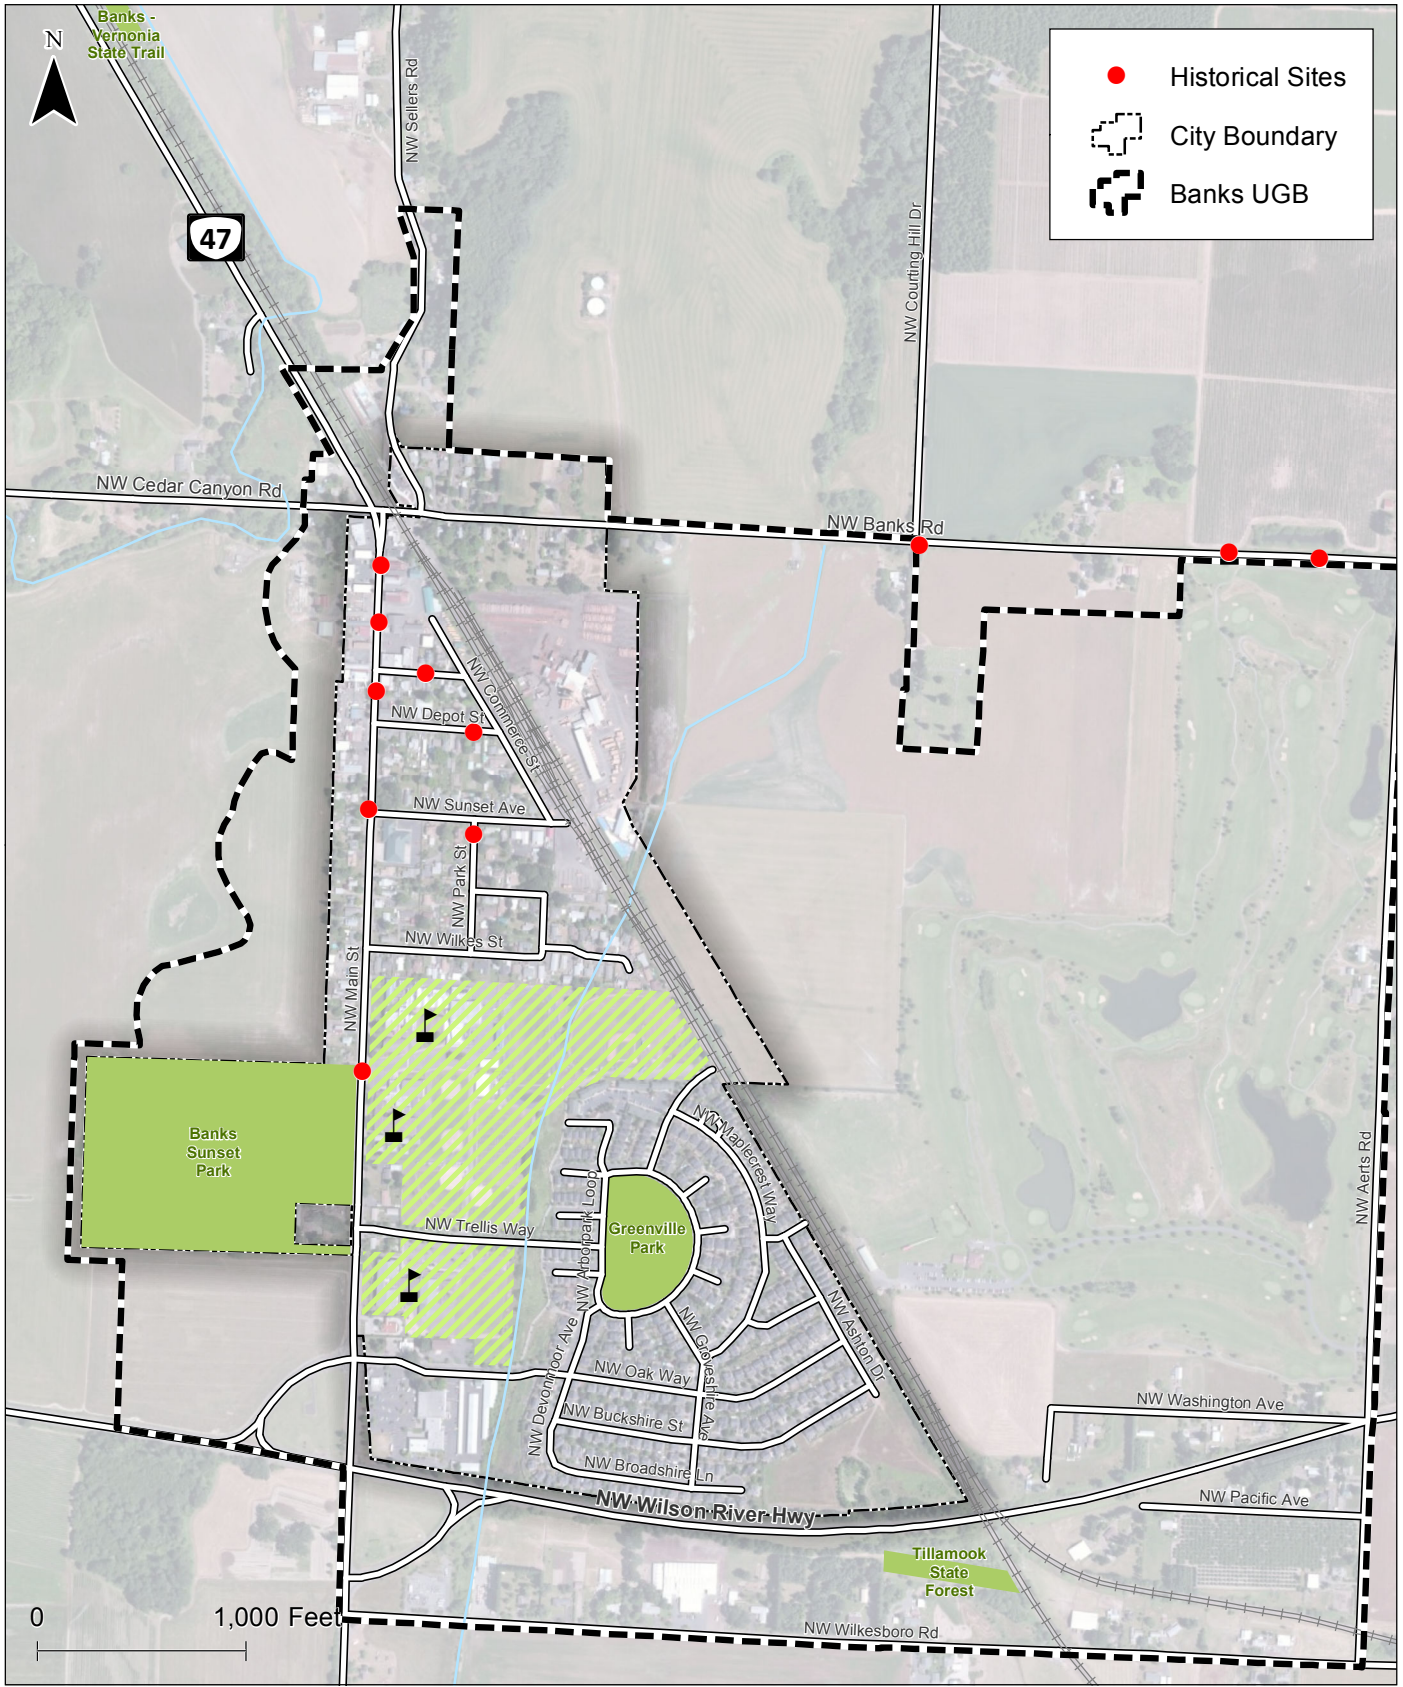 Banks -
Vernonia
State Trail
N
Historical Sites
City Boundary
Banks UGB
NW Sellers Rd
47
NW Courting Hill Dr
NW Cedar Canyon Rd
NW Banks Rd
NW Commerce St
NW Depot St
NW Sunset Ave
NW Park St
NW Wilkes St
NW Main St
Banks
Sunset
Park
NW Maplecrest Way
NW Aerts Rd
NW Trellis Way
NW Arborpark Loop
Greenville
Park
NW Ashton Dr
NW Groveshire Ave
NW Devonmoor Ave
NW Oak Way
NW Buckshire St
NW Broadshire Ln
NW Washington Ave
NW Pacific Ave
NW Wilson River Hwy
Tillamook
State
Forest
0 1,000 Feet
NW Wilkesboro Rd